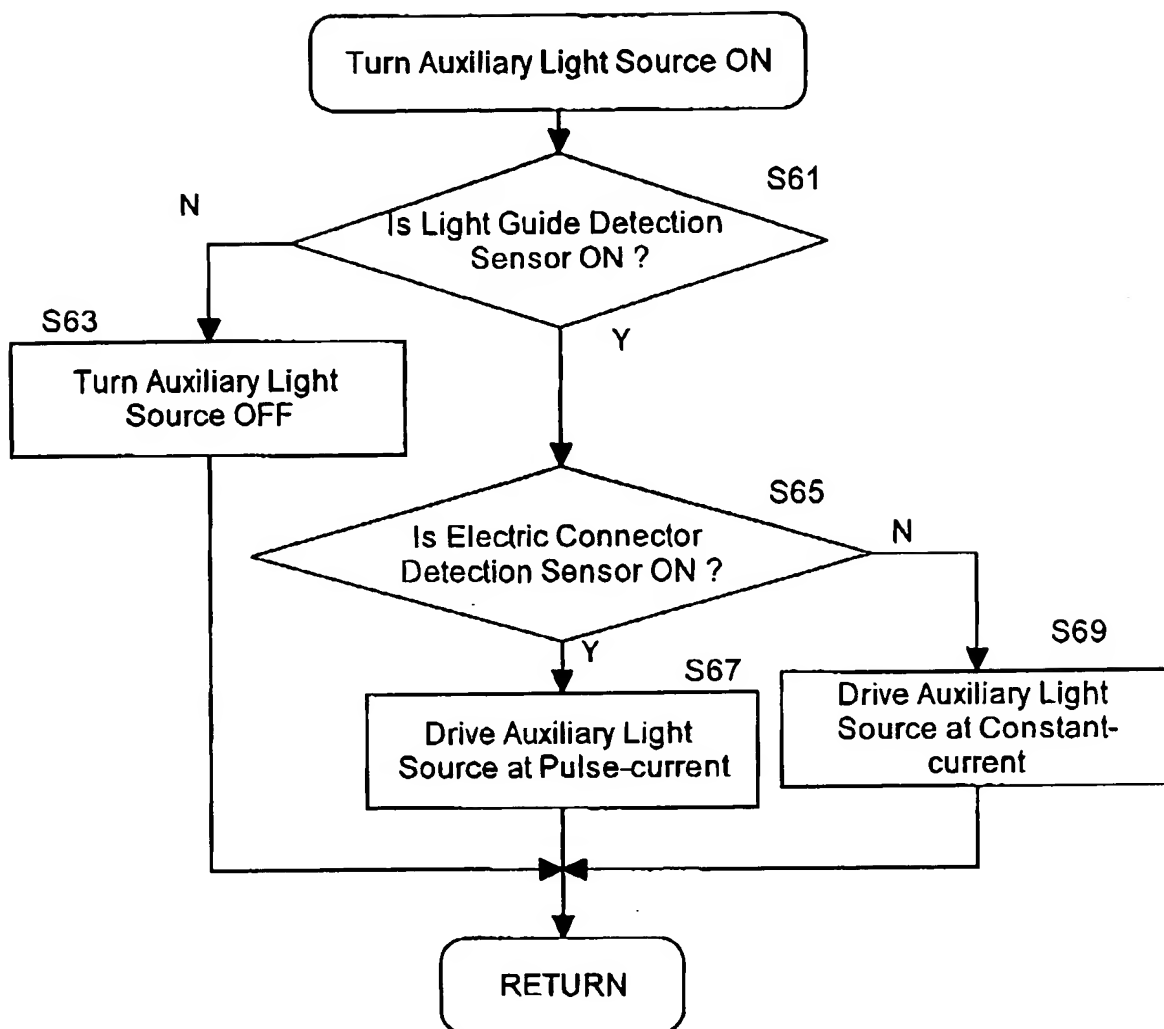 Turn Auxiliary Light Source ON
S61
N
Is Light Guide Detection
Sensor ON ?
S63
Y
Turn Auxiliary Light
Source OFF
S65
Is Electric Connector
Detection Sensor ON ?
N
Y
S67
S69
Drive Auxiliary Light
Source at Pulse-current
Drive Auxiliary Light
Source at Constant-
current
RETURN